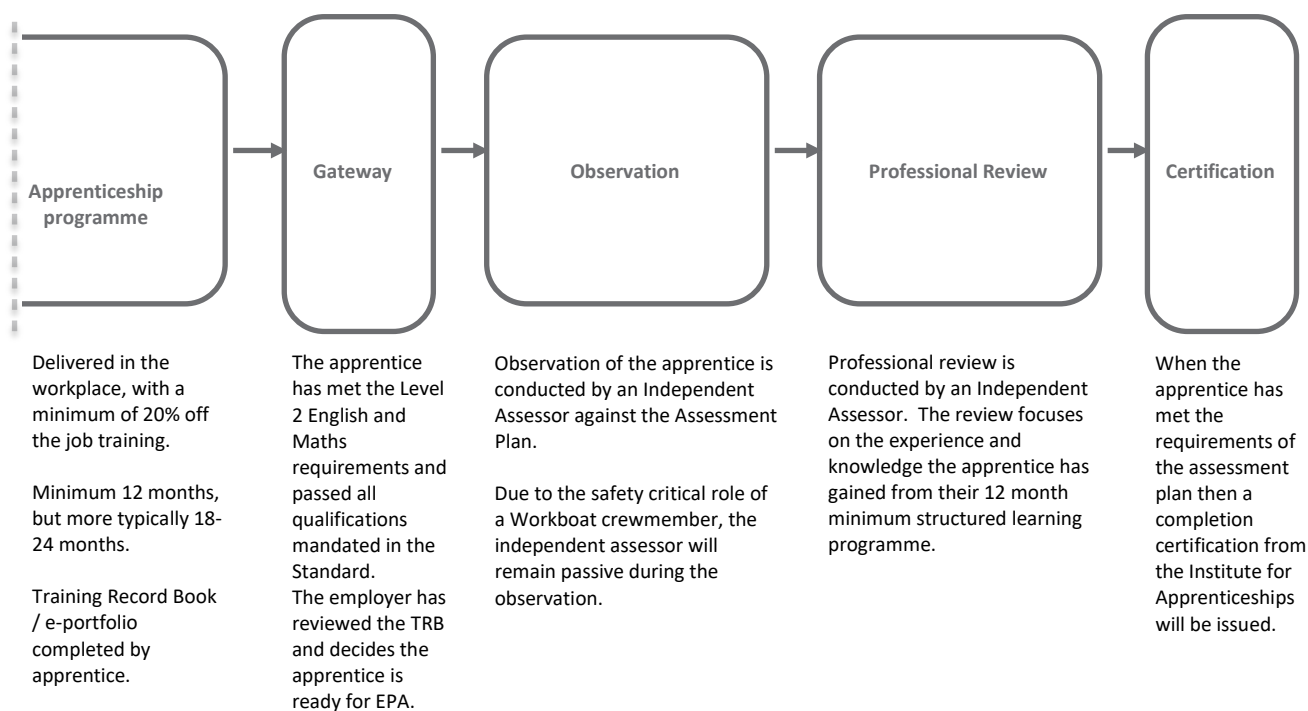 Apprenticeship
programme
Gateway
Observation
Professional Review
Certification
Delivered in the
workplace, with a
minimum of 20% off
the job training.
Minimum 12 months,
but more typically 18-
24 months.
Training Record Book
/ e-portfolio
completed by
apprentice.
The apprentice
has met the Level
2 English and
Maths
requirements and
passed all
qualifications
mandated in the
Standard.
The employer has
reviewed the TRB
and decides the
apprentice is
ready for EPA.
Observation of the apprentice is
conducted by an Independent
Assessor against the Assessment
Plan.
Due to the safety critical role of
a Workboat crewmember, the
independent assessor will
remain passive during the
observation.
Professional review is
conducted by an Independent
Assessor.  The review focuses
on the experience and
knowledge the apprentice has
gained from their 12 month
minimum structured learning
programme.
When the
apprentice has
met the
requirements of
the assessment
plan then a
completion
certification from
the Institute for
Apprenticeships
will be issued.